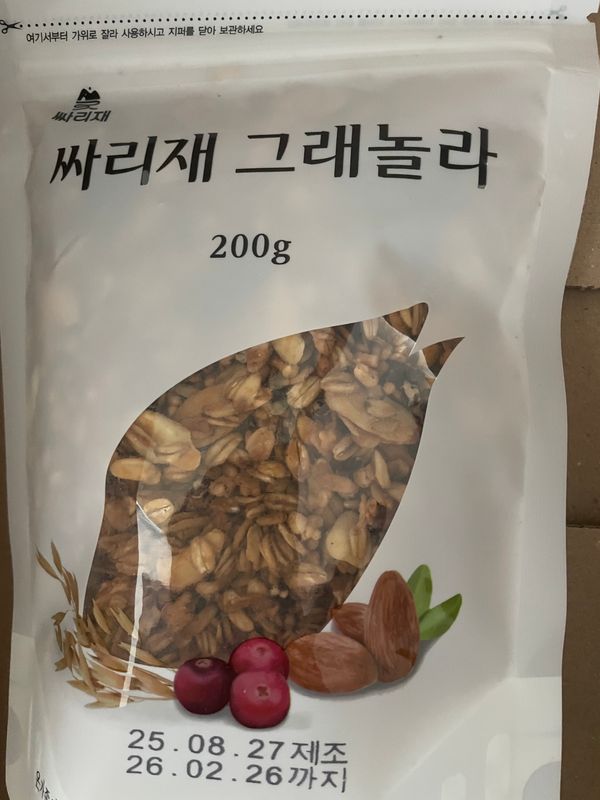 여기서부터 가위로 잘라 사용하시고 지퍼를 닫아 보관하세요
싸리재
싸리재 그래놀라
200g
25.08.27제조
26.02.26까지